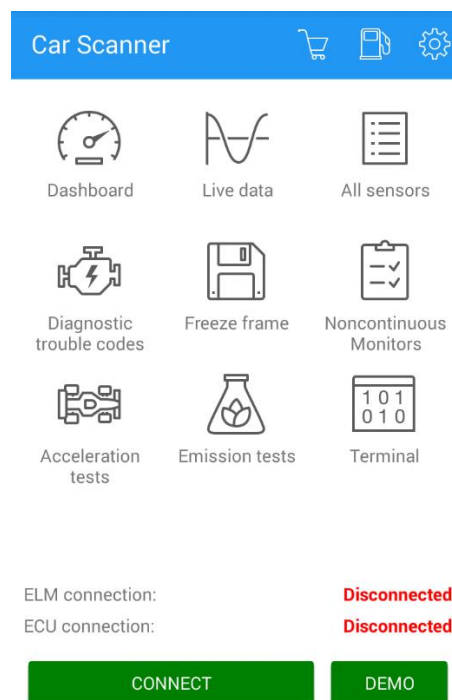 Car Scanner
Dashboard
Live data
All sensors
Diagnostic
trouble codes
Freeze frame
Noncontinuous
Monitors
Acceleration
tests
Emission tests
1 0 1
0 1 0
Terminal
ELM connection:
Disconnected
ECU connection:
Disconnected
CONNECT
DEMO